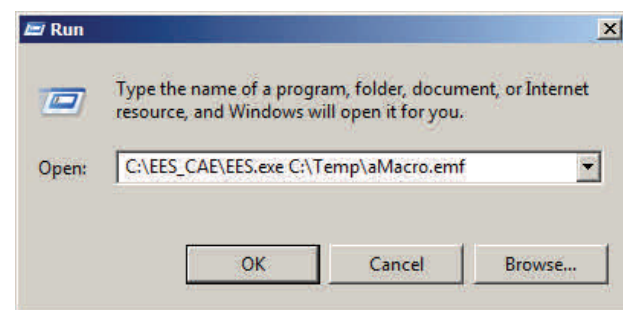 Run
Type the name of a program, folder, document, or Internet
resource, and Windows will open it for you.
Open: C:\EES_CAE\EES.exe C:\Temp\aMacro.emf
OK Cancel Browse...